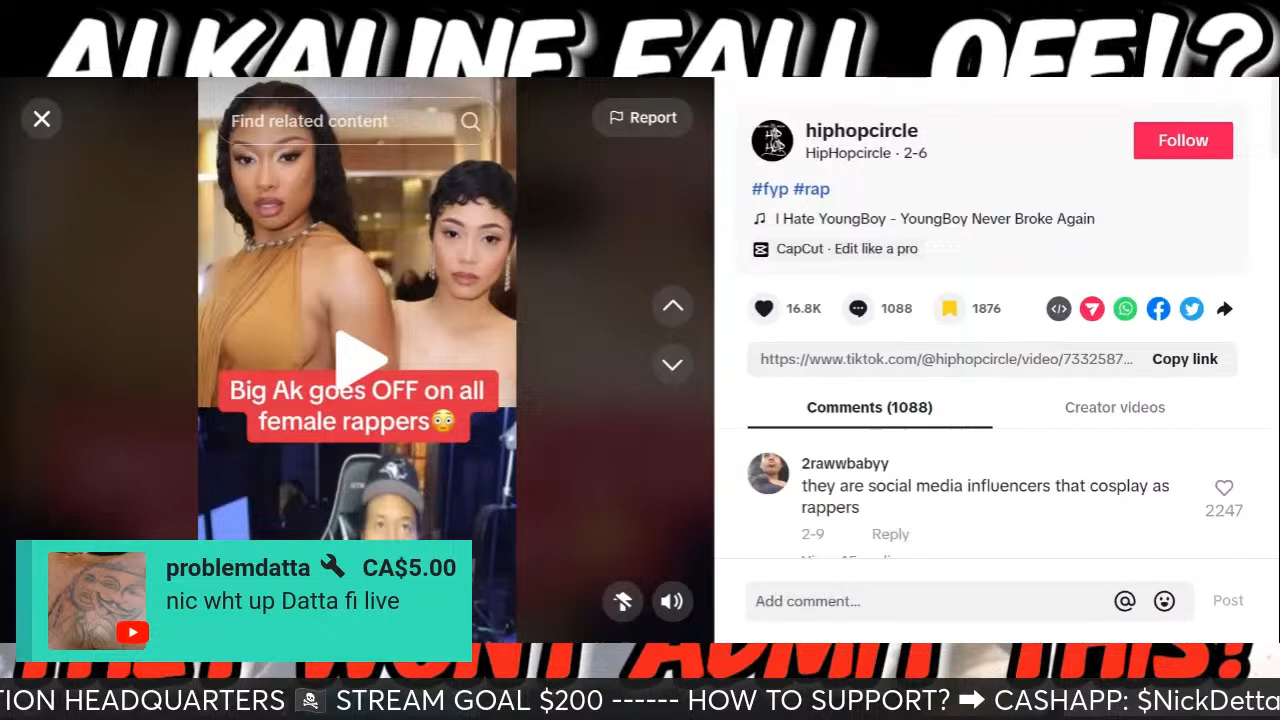 ALKALINE FALL OFF!?
Find related content
Report
Big Ak goes OFF on all
female rappers😳
hiphopcircle
HipHopcircle · 2-6
Follow
#fyp #rap
I Hate YoungBoy - YoungBoy Never Broke Again
CapCut · Edit like a pro
16.8K
1088
1876
https://www.tiktok.com/@hiphopcircle/video/7332587...
Copy link
Comments (1088)
Creator videos
2rawwbabyy
they are social media influencers that cosplay as
rappers
2247
2-9
Reply
Add comment...
Post
problemdatta 🔧 CA$5.00
nic wht up Datta fi live
THEY WONT ADMIT THIS!
TION HEADQUARTERS 🏴‍☠️ STREAM GOAL $200 ------ HOW TO SUPPORT? ➡ CASHAPP: $NickDetta